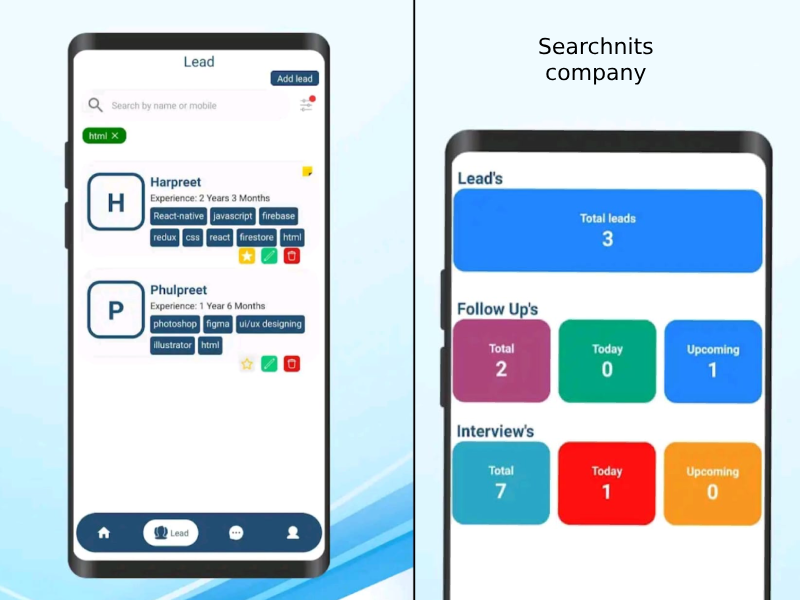 Lead
Add lead
Search by name or mobile
html ✕
H
Harpreet
Experience: 2 Years 3 Months
React-native javascript firebase
redux css react firestore html
P
Phulpreet
Experience: 1 Year 6 Months
photoshop figma ui/ux designing
illustrator html
Lead
Searchnits
company
Lead's
Total leads
3
Follow Up's
Total Today Upcoming
2 0 1
Interview's
Total Today Upcoming
7 1 0